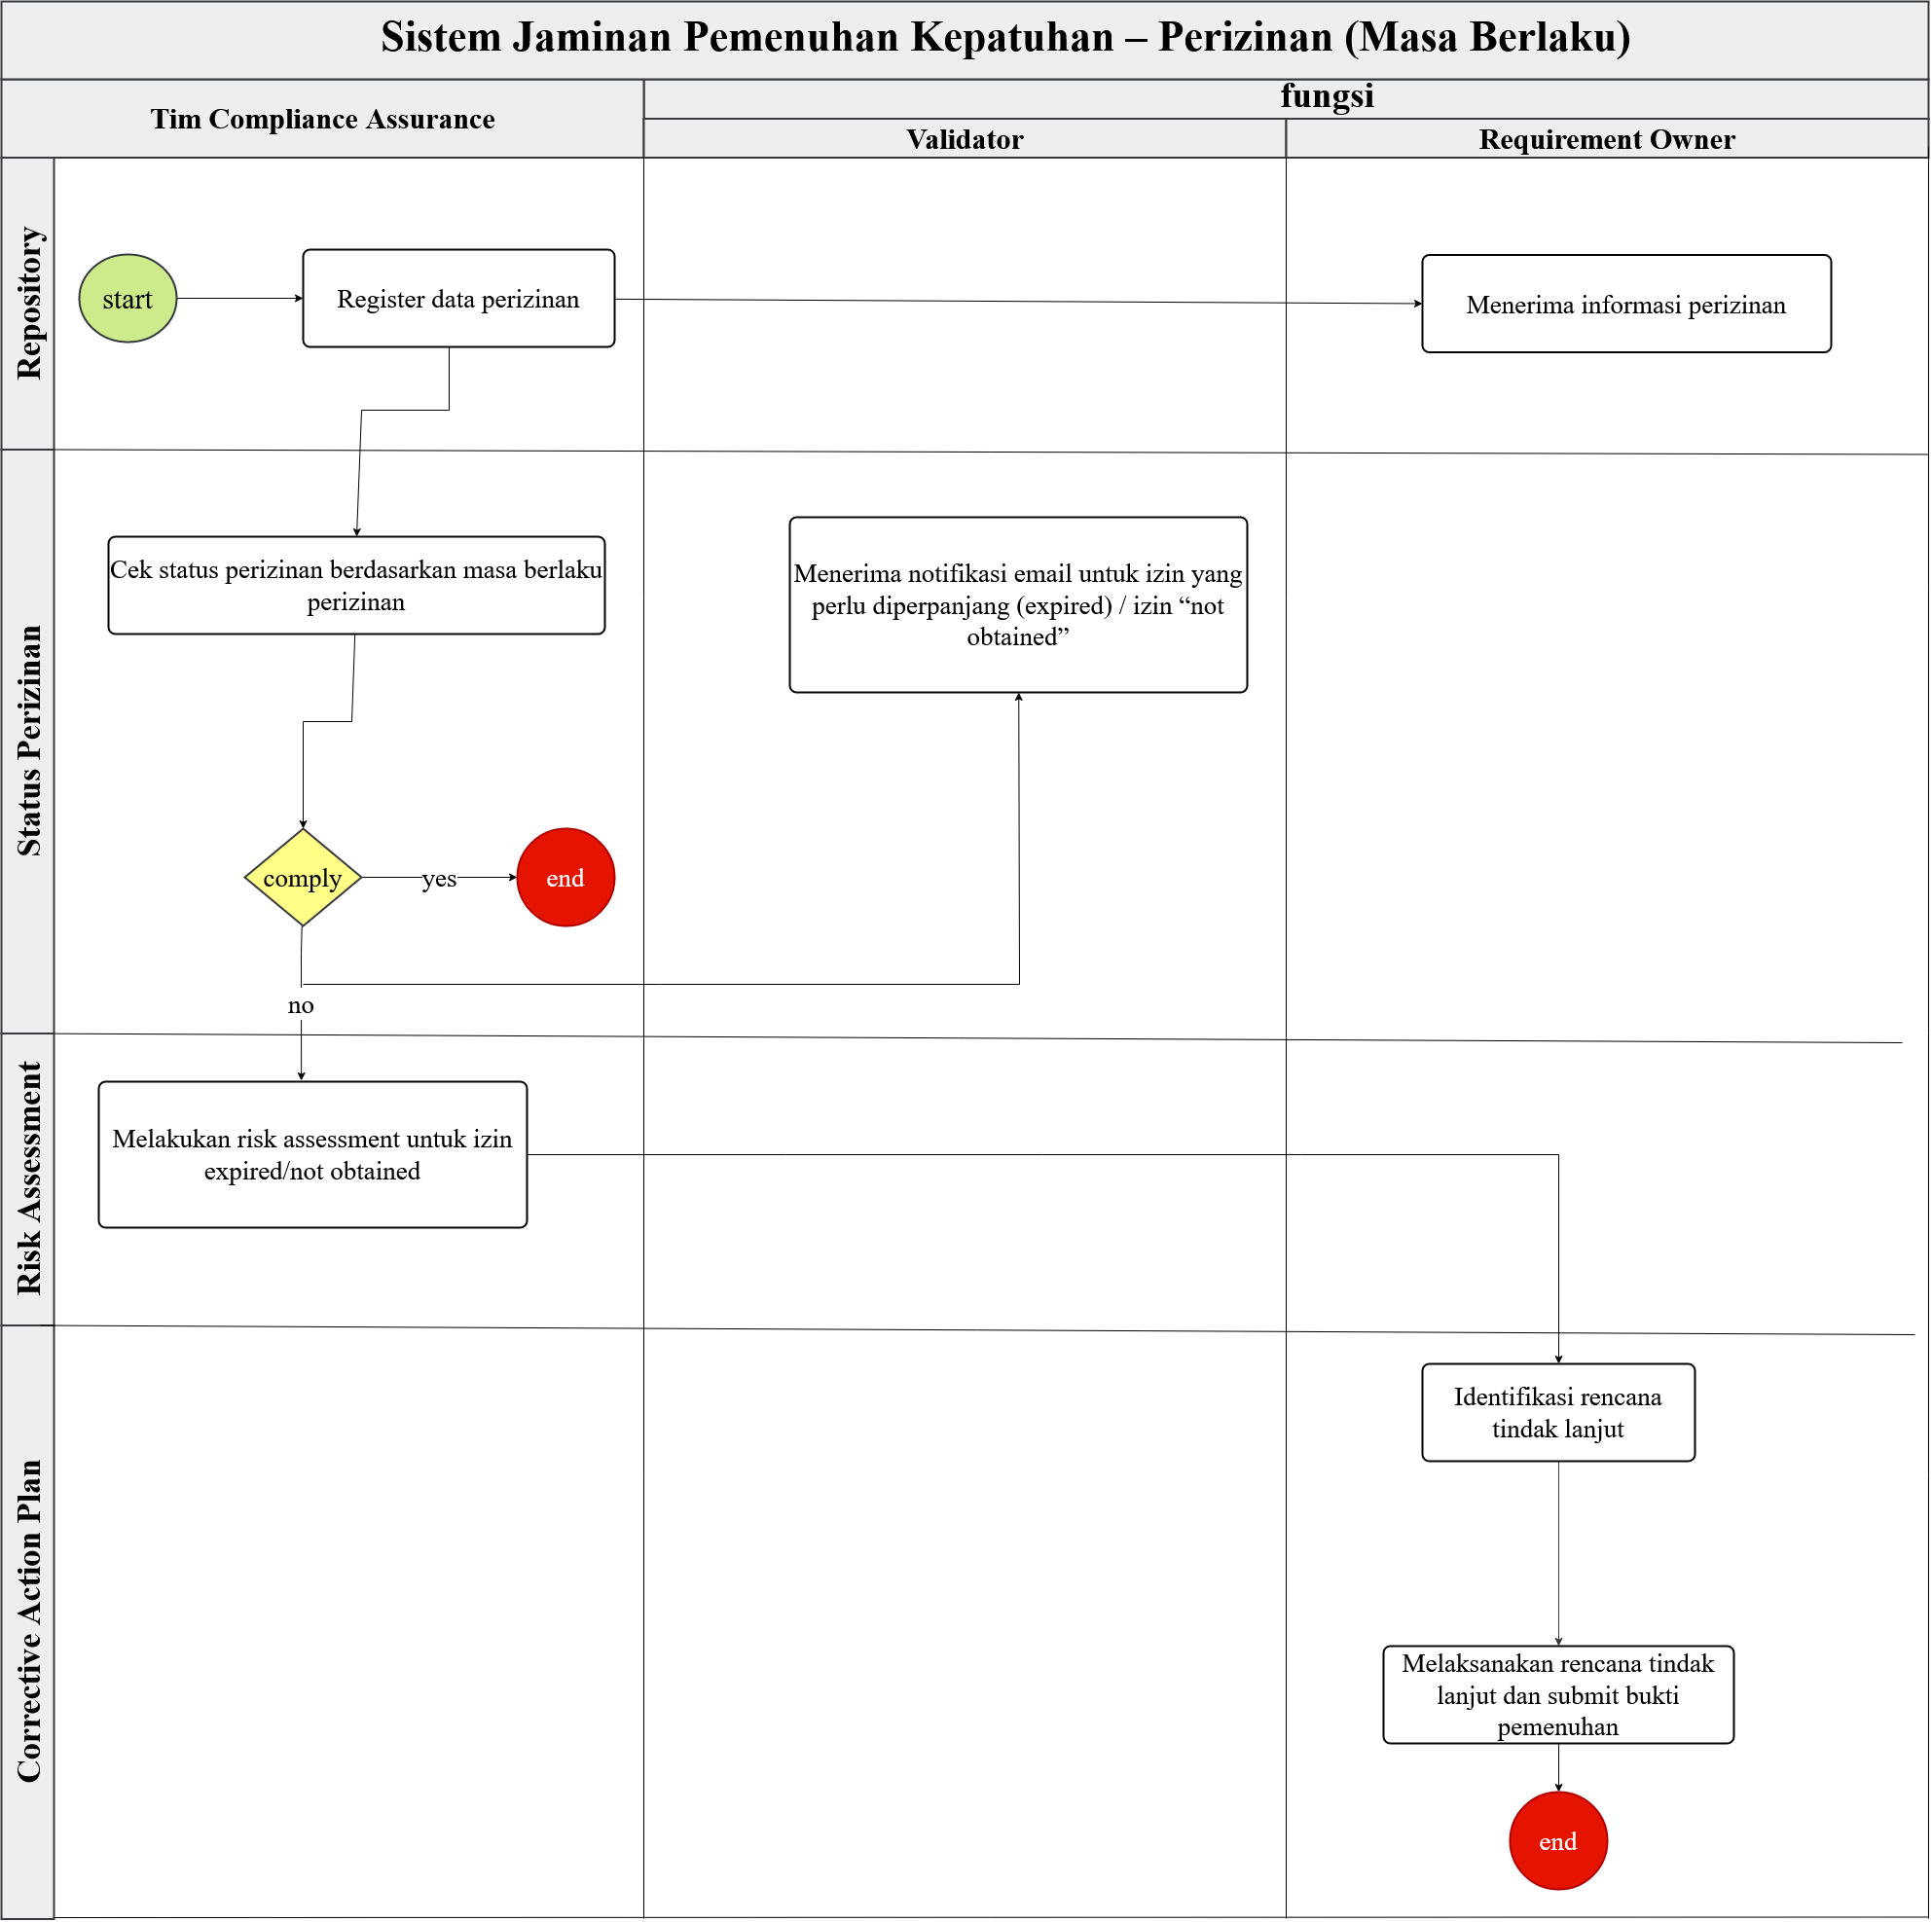 Sistem Jaminan Pemenuhan Kepatuhan – Perizinan (Masa Berlaku)
Tim Compliance Assurance
fungsi
Validator
Requirement Owner
Repository
start
Register data perizinan
Menerima informasi perizinan
Status Perizinan
Cek status perizinan berdasarkan masa berlaku
perizinan
Menerima notifikasi email untuk izin yang
perlu diperpanjang (expired) / izin “not
obtained”
comply
yes
end
no
Risk Assessment
Melakukan risk assessment untuk izin
expired/not obtained
Corrective Action Plan
Identifikasi rencana
tindak lanjut
Melaksanakan rencana tindak
lanjut dan submit bukti
pemenuhan
end